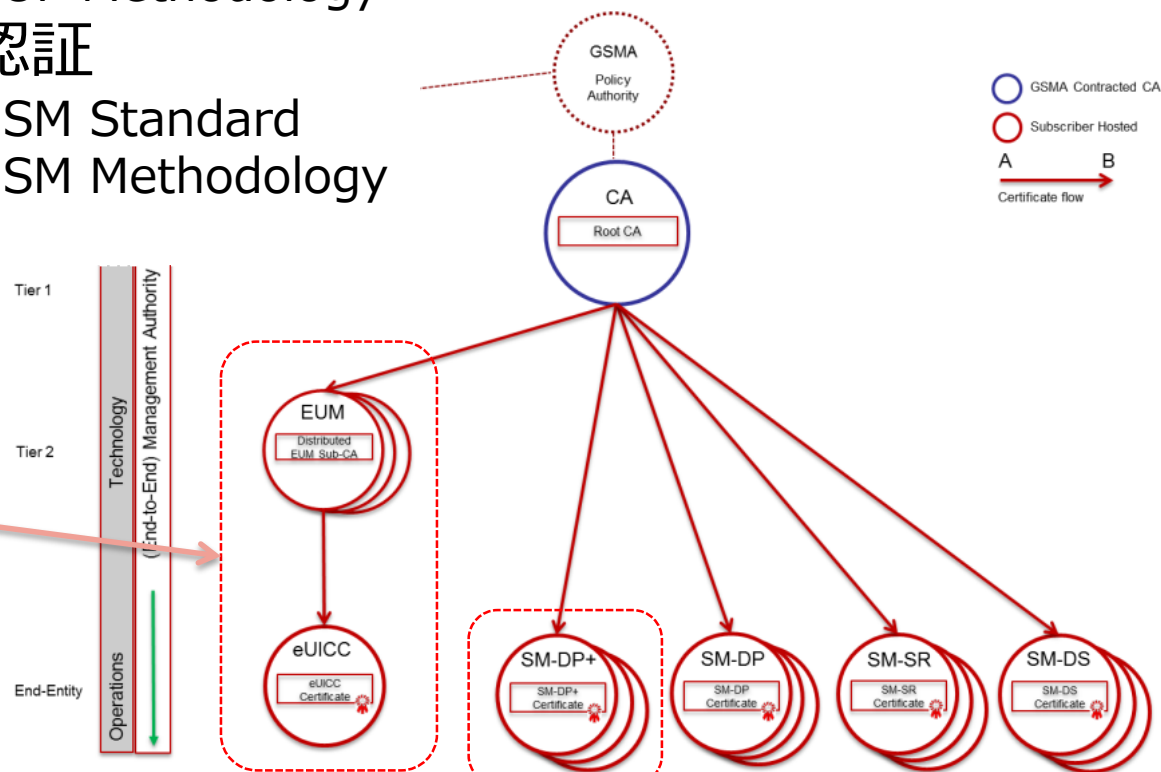 認証
SM Standard
SM Methodology
GSMA
Policy
Authority
GSMA Contracted CA
Subscriber Hosted
A
B
Certificate flow
CA
Root CA
Tier 1
Tier 2
End-Entity
Technology
Operations
(End-to-End) Management Authority
EUM
Distributed
EUM Sub-CA
eUICC
eUICC
Certificate
SM-DP+
SM-DP+
Certificate
SM-DP
SM-DP
Certificate
SM-SR
SM-SR
Certificate
SM-DS
SM-DS
Certificate